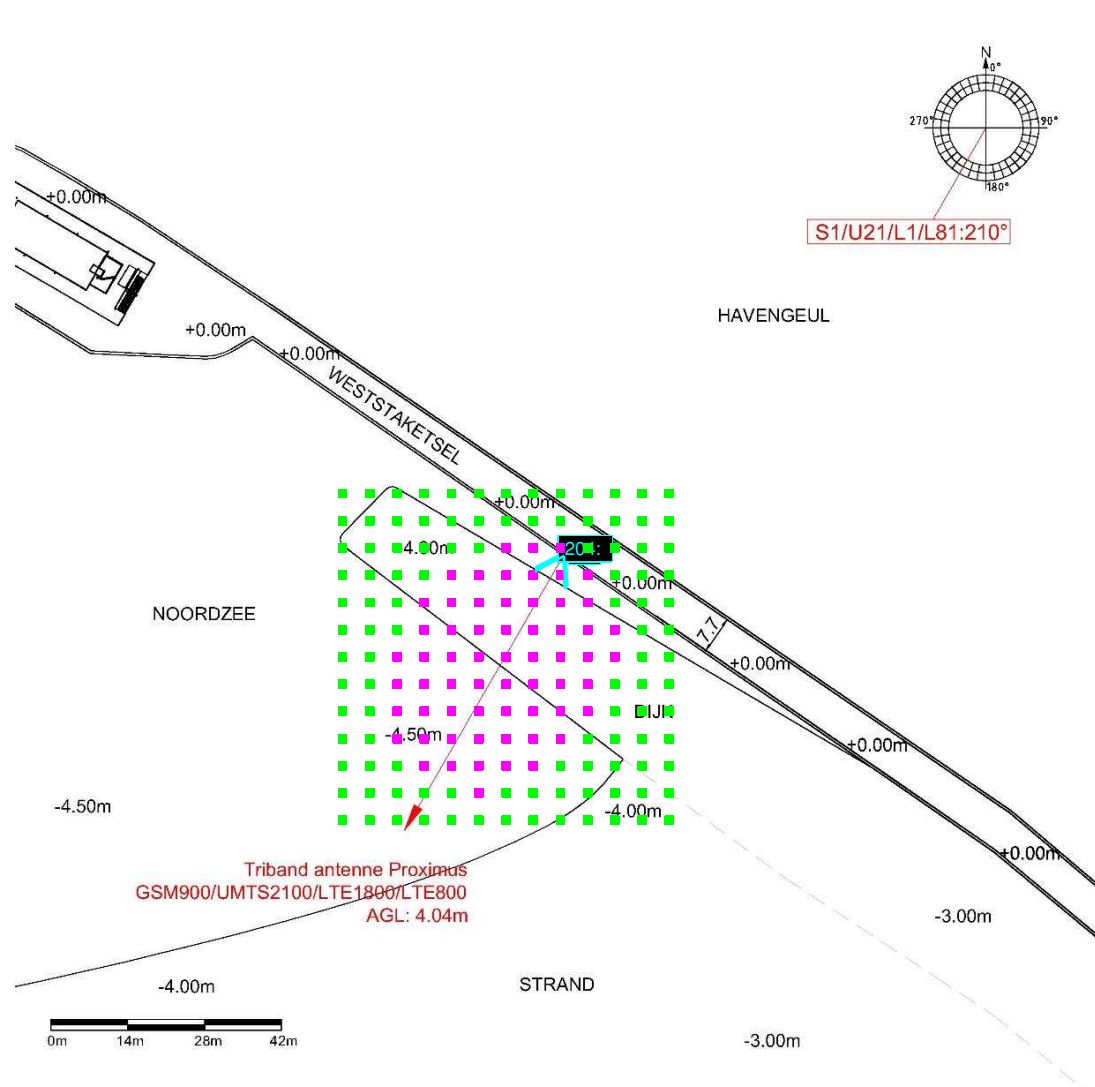 N
0°
270°
90°
180°
S1/U21/L1/L81:210°
+0.00m
HAVENGEUL
+0.00m
+0.00m
WESTSTAKETSEL
+0.00m
204:
+0.00m
NOORDZEE
7.7
+0.00m
DIJK
-4.50m
+0.00m
-4.50m
-4.00m
+0.00m
Triband antenne Proximus
GSM900/UMTS2100/LTE1800/LTE800
AGL: 4.04m
-3.00m
-4.00m
STRAND
0m
14m
28m
42m
-3.00m